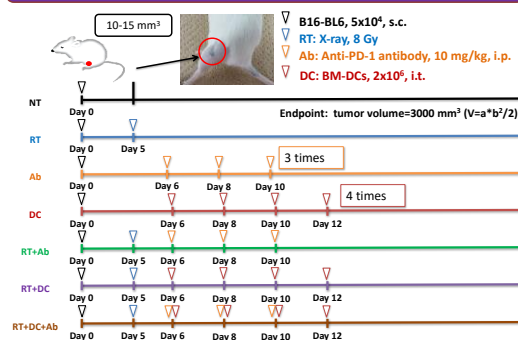 10-15 mm³
B16-BL6, 5x10⁴, s.c.
RT: X-ray, 8 Gy
Ab: Anti-PD-1 antibody, 10 mg/kg, i.p.
DC: BM-DCs, 2x10⁶, i.t.
NT
Endpoint: tumor volume=3000 mm³ (V=a*b²/2)
Day 0
RT
Day 0 Day 5
3 times
Ab
Day 0 Day 6 Day 8 Day 10
4 times
DC
Day 0 Day 6 Day 8 Day 10 Day 12
RT+Ab
Day 0 Day 5 Day 6 Day 8 Day 10
RT+DC
Day 0 Day 5 Day 6 Day 8 Day 10 Day 12
RT+DC+Ab
Day 0 Day 5 Day 6 Day 8 Day 10 Day 12